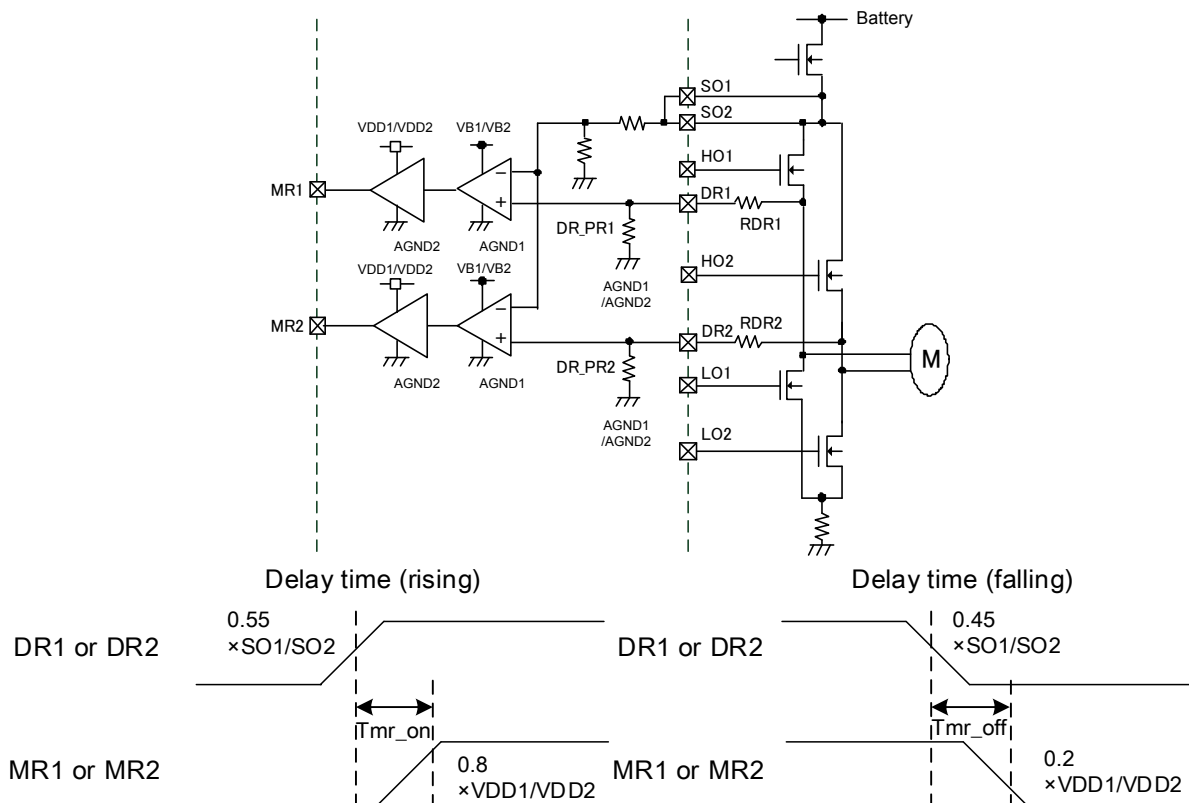 Battery
SO1
VDD1/VDD2
VB1/VB2
SO2
HO1
MR1
−
+
DR1
RDR1
AGND2
AGND1
DR_PR1
VDD1/VDD2
VB1/VB2
AGND1
/AGND2
HO2
MR2
−
+
DR2
RDR2
AGND2
AGND1
DR_PR2
LO1
M
AGND1
/AGND2
LO2
Delay time (rising)
Delay time (falling)
DR1 or DR2
0.55
×SO1/SO2
DR1 or DR2
0.45
×SO1/SO2
Tmr_on
Tmr_off
MR1 or MR2
0.8
×VDD1/VDD2
MR1 or MR2
0.2
×VDD1/VDD2